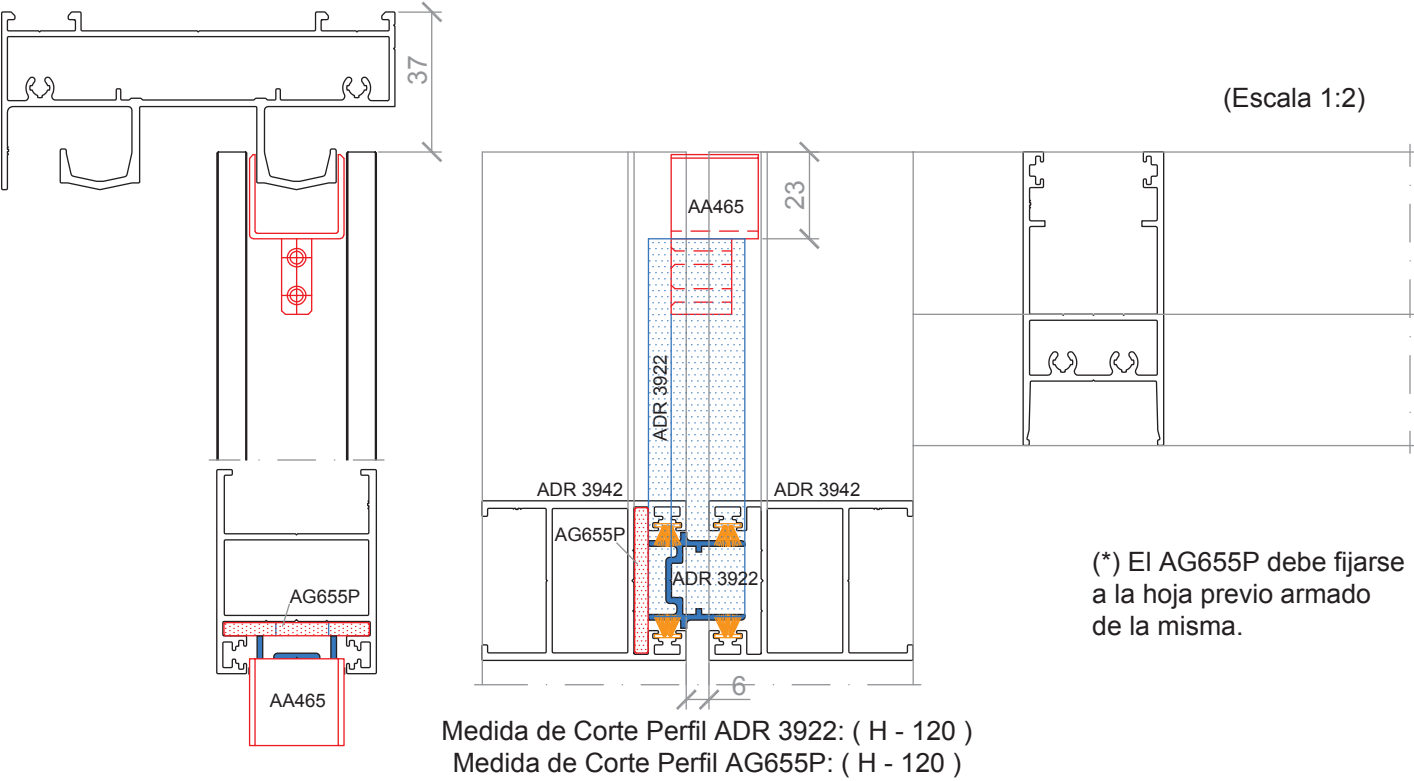 37
(Escala 1:2)
AA465
23
ADR 3922
ADR 3942
ADR 3942
AG655P
ADR 3922
AG655P
AA465
(*) El AG655P debe fijarse
a la hoja previo armado
de la misma.
6
Medida de Corte Perfil ADR 3922: ( H - 120 )
Medida de Corte Perfil AG655P: ( H - 120 )